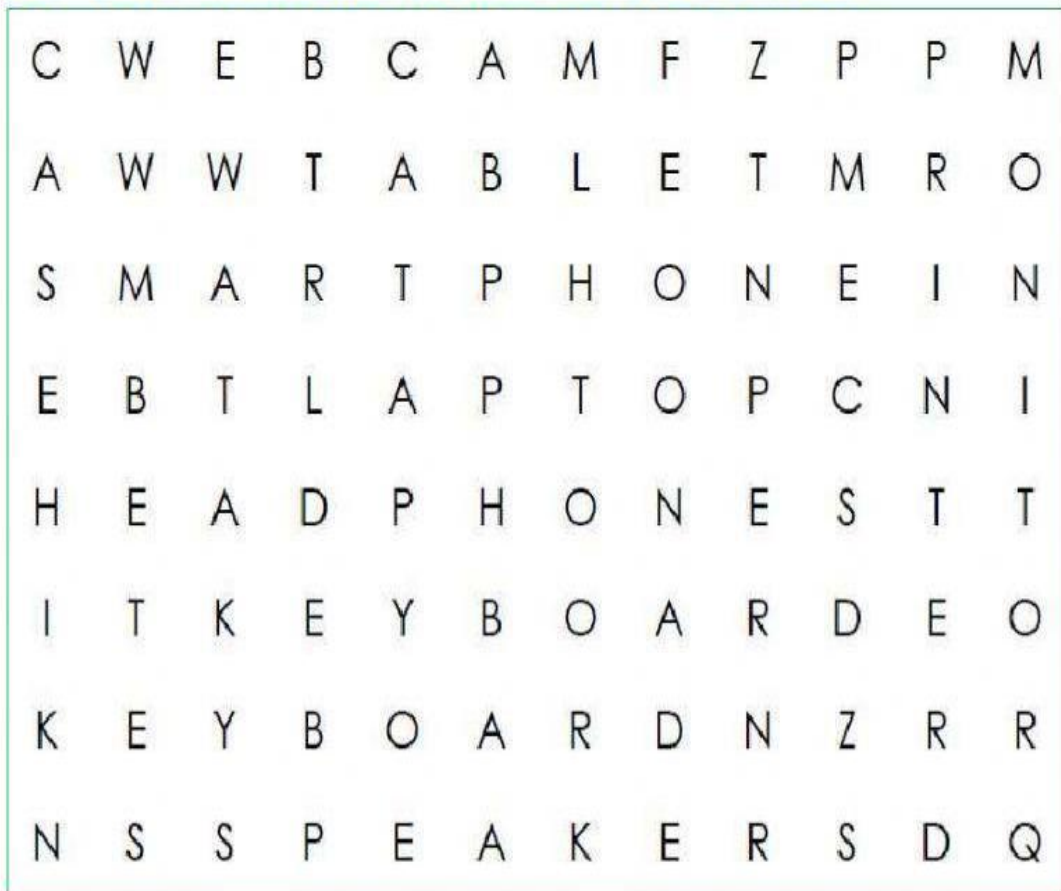 C W E B C A M F Z P P M
A W W T A B L E T M R O
S M A R T P H O N E I N
E B T L A P T O P C N I
H E A D P H O N E S T T
I T K E Y B O A R D E O
K E Y B O A R D N Z R R
N S S P E A K E R S D Q